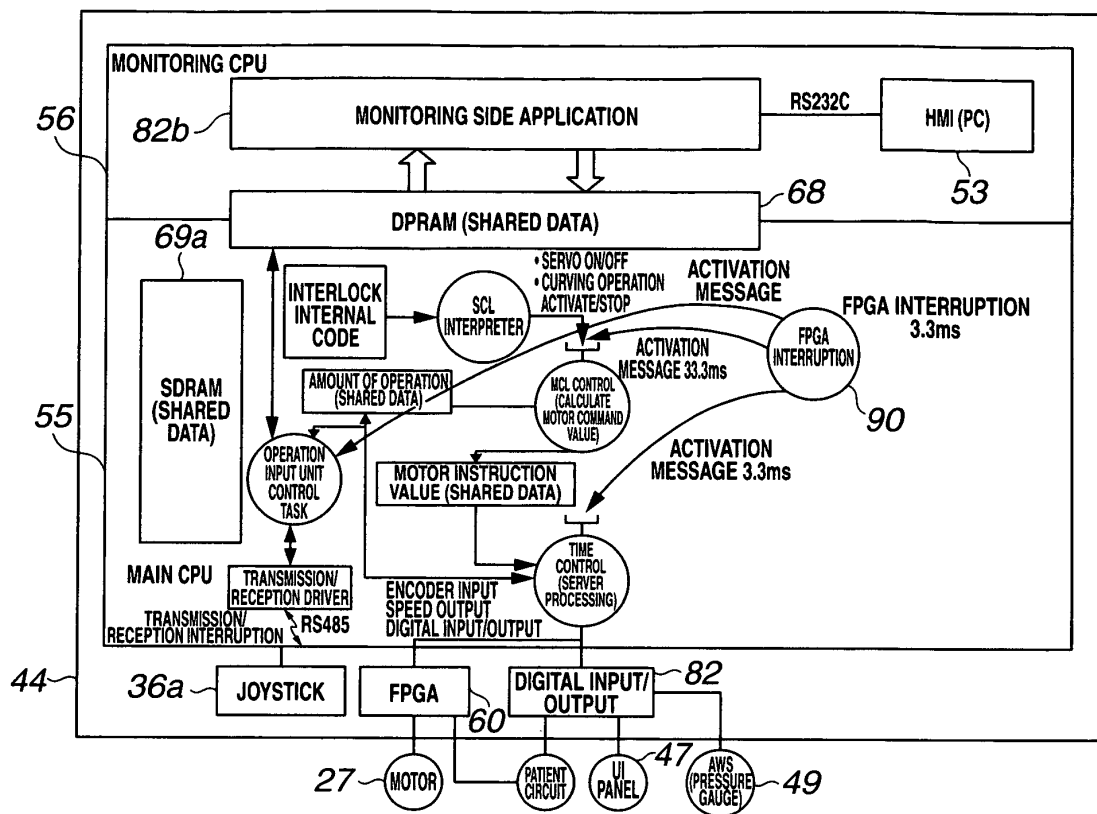 MONITORING CPU
56
82b
MONITORING SIDE APPLICATION
RS232C
HMI (PC)
53
68
DPRAM (SHARED DATA)
69a
SDRAM
(SHARED
DATA)
INTERLOCK
INTERNAL
CODE
SCL
INTERPRETER
• SERVO ON/OFF
• CURVING OPERATION
ACTIVATE/STOP
ACTIVATION
MESSAGE
FPGA INTERRUPTION
3.3ms
FPGA
INTERRUPTION
90
ACTIVATION
MESSAGE 33.3ms
AMOUNT OF OPERATION
(SHARED DATA)
MCL CONTROL
(CALCULATE
MOTOR COMMAND
VALUE)
55
OPERATION
INPUT UNIT
CONTROL
TASK
MOTOR INSTRUCTION
VALUE (SHARED DATA)
ACTIVATION
MESSAGE 3.3ms
TIME
CONTROL
(SERVER
PROCESSING)
MAIN CPU
TRANSMISSION/
RECEPTION DRIVER
ENCODER INPUT
SPEED OUTPUT
DIGITAL INPUT/OUTPUT
TRANSMISSION/
RECEPTION INTERRUPTION
RS485
44
36a
JOYSTICK
FPGA
60
DIGITAL INPUT/
OUTPUT
82
27
MOTOR
PATIENT
CIRCUIT
UI
PANEL
47
AWS
(PRESSURE
GAUGE)
49